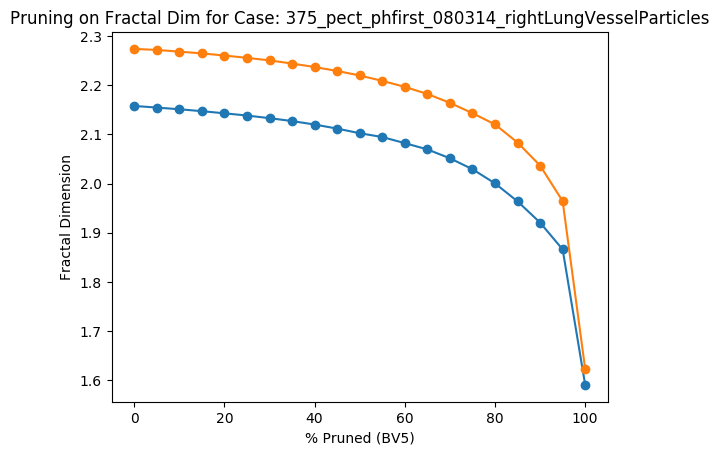 Pruning on Fractal Dim for Case: 375_pect_phfirst_080314_rightLungVesselParticles
2.3
2.2
2.1
2.0
1.9
1.8
1.7
1.6
Fractal Dimension
0 20 40 60 80 100
% Pruned (BV5)